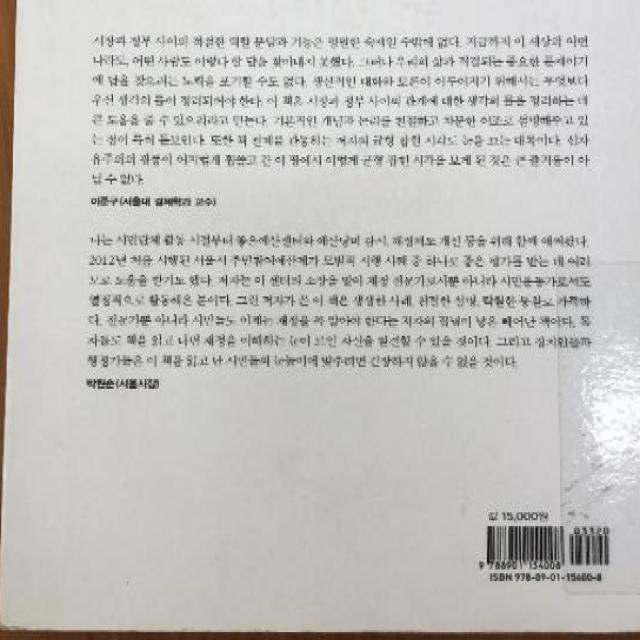 시장과 정부 사이의 적절한 역할 분담과 기능은 영원한 숙제일 수밖에 없다. 지금까지 이 세상의 어떤
나라도, 어떤 사람도 이렇다 할 답을 찾아내지 못했다. 그러나 우리의 삶과 직결되는 중요한 문제이기
에 답을 찾으려는 노력을 포기할 수도 없다. 생산적인 대화와 토론이 이루어지기 위해서는 무엇보다
우선 생각의 틀이 정리되어야 한다. 이 책은 시장과 정부 사이의 관계에 대한 생각의 틀을 정리하는 데
큰 도움을 줄 수 있으리라고 믿는다. 기본적인 개념과 논리를 친절하고 차분한 어조로 설명해주고 있
는 점이 특히 돋보인다. 또한 책 전체를 관통하는 저자의 균형 잡힌 시각도 눈을 끄는 대목이다. 신자
유주의의 광풍이 어지럽게 휩쓸고 간 이 땅에서 이렇게 균형 잡힌 시각을 보게 된 것은 큰 즐거움이 아
닐 수 없다.
이준구(서울대 경제학과 교수)
나는 시민단체 활동 시절부터 좋은예산센터와 예산낭비 감시, 재정제도 개선 등을 위해 함께 애써왔다.
2012년 처음 시행된 서울시 주민참여예산제가 모범적 시행 사례 중 하나로 좋은 평가를 받는 데 여러
모로 도움을 받기도 했다. 저자는 이 센터의 소장을 맡아 재정 전문가로서뿐 아니라 시민운동가로서도
열정적으로 활동해온 분이다. 그런 저자가 쓴 이 책은 생생한 사례, 친절한 설명, 탁월한 통찰로 가득하
다. 전문가뿐 아니라 시민들도 이제는 재정을 꼭 알아야 한다는 저자의 집념이 낳은 빼어난 책이다. 독
자들도 책을 읽고 나면 재정을 이해하는 눈이 트인 자신을 발견할 수 있을 것이다. 그리고 정치인들과
행정가들은 이 책을 읽고 난 시민들의 눈높이에 맞추려면 긴장하지 않을 수 없을 것이다.
박원순(서울시장)
값 15,000원
03320
9 788901 154008
ISBN 978-89-01-15400-8